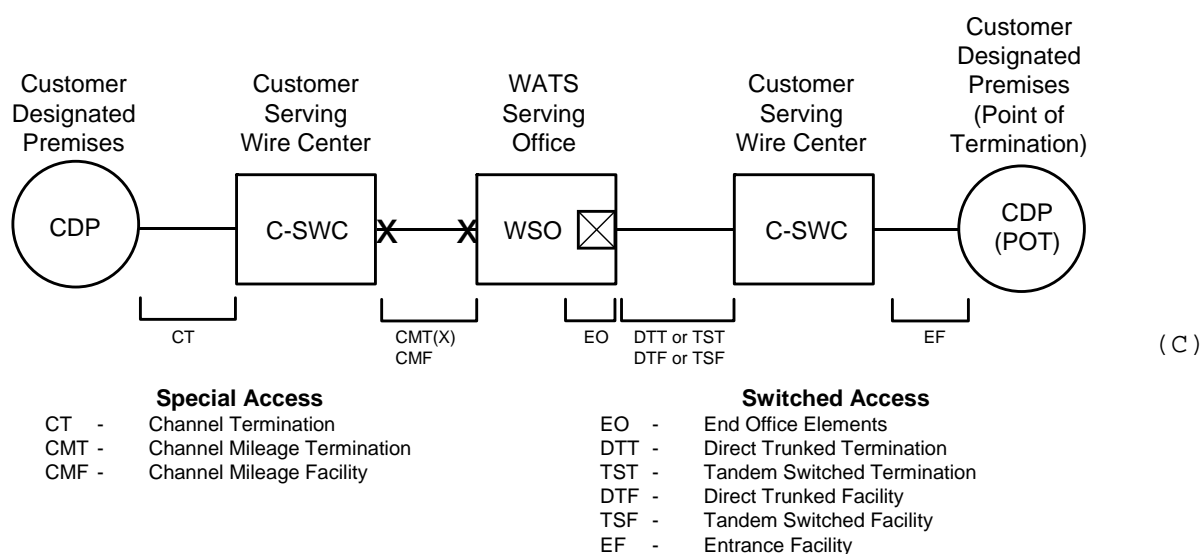 Customer
Designated
Premises
Customer
Serving
Wire Center
WATS
Serving
Office
Customer
Serving
Wire Center
Customer
Designated
Premises
(Point of
Termination)
CDP
C-SWC
X
X
WSO
C-SWC
CDP
(POT)
CT
CMT(X)
CMF
EO
DTT or TST
DTF or TSF
EF
(C)
Special Access
CT - Channel Termination
CMT - Channel Mileage Termination
CMF - Channel Mileage Facility
Switched Access
EO - End Office Elements
DTT - Direct Trunked Termination
TST - Tandem Switched Termination
DTF - Direct Trunked Facility
TSF - Tandem Switched Facility
EF - Entrance Facility